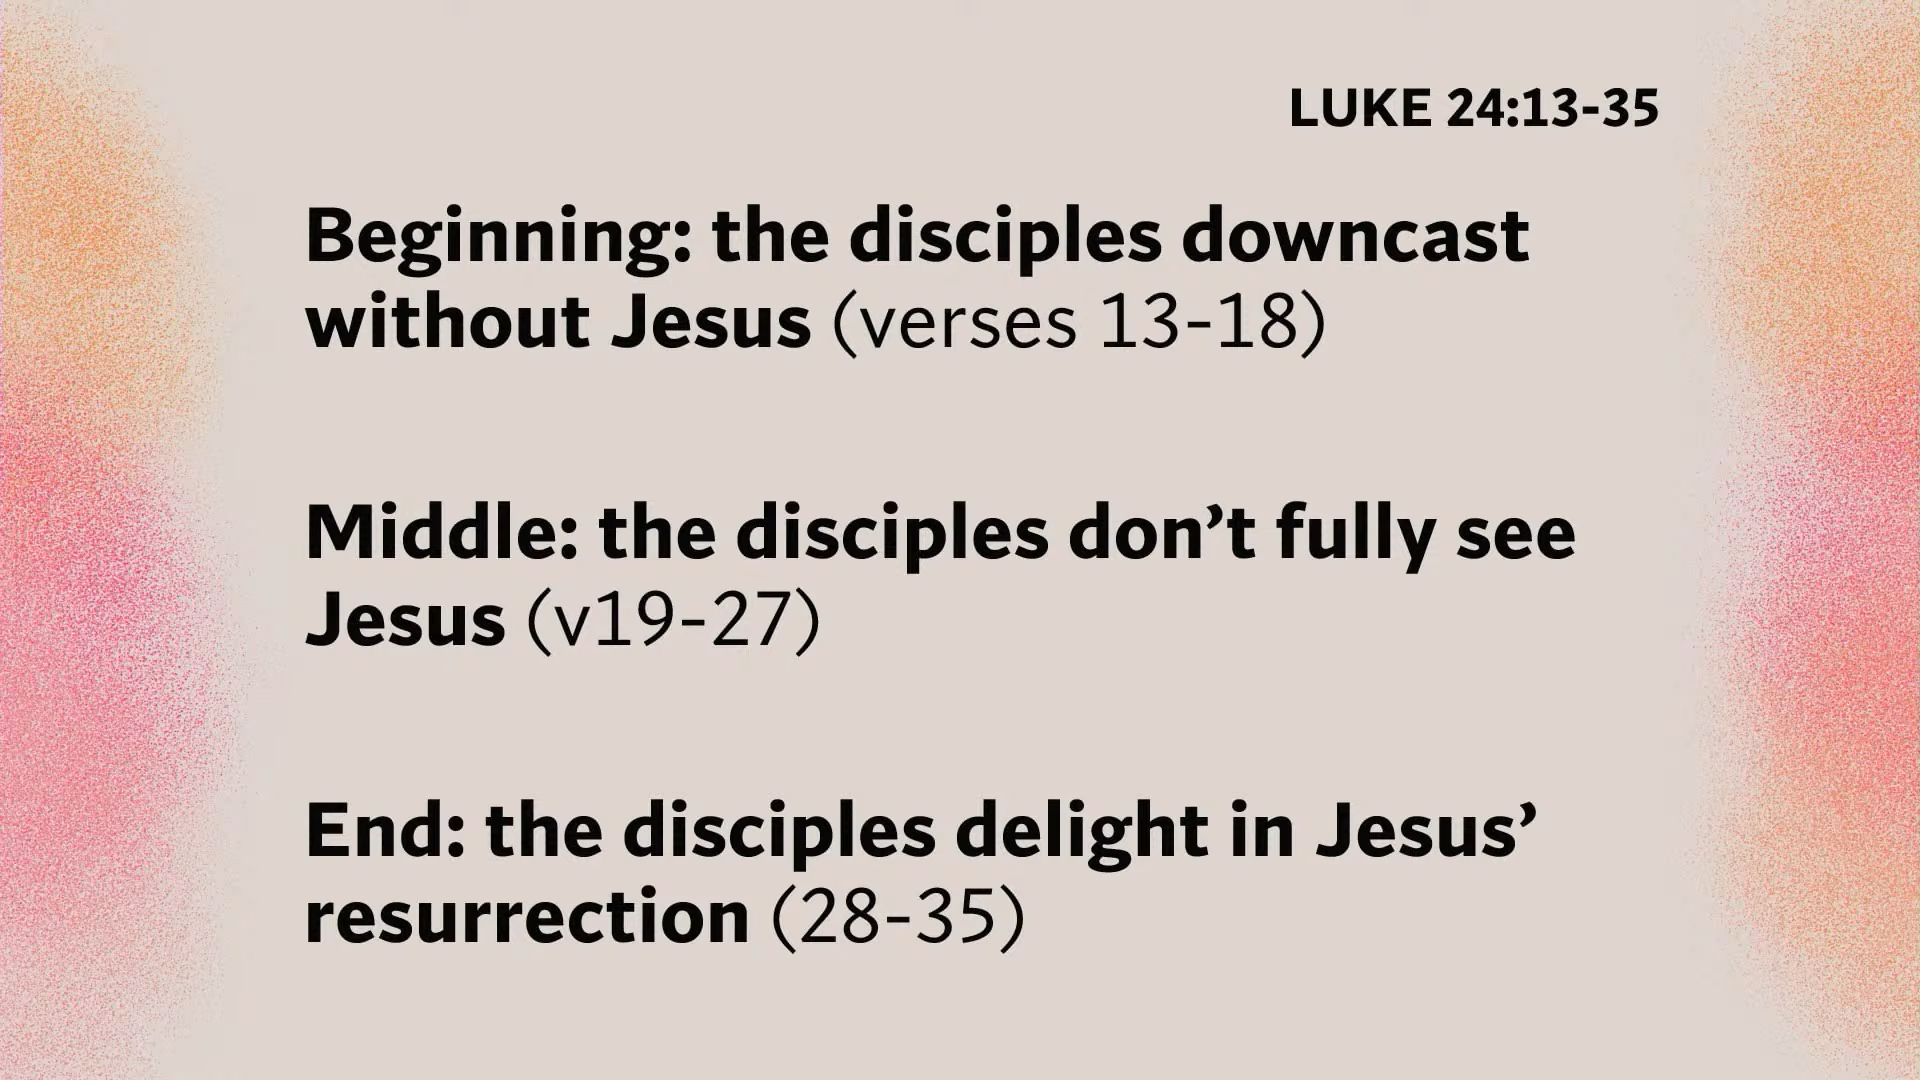 LUKE 24:13-35
Beginning: the disciples downcast
without Jesus (verses 13-18)
Middle: the disciples don’t fully see
Jesus (v19-27)
End: the disciples delight in Jesus’
resurrection (28-35)